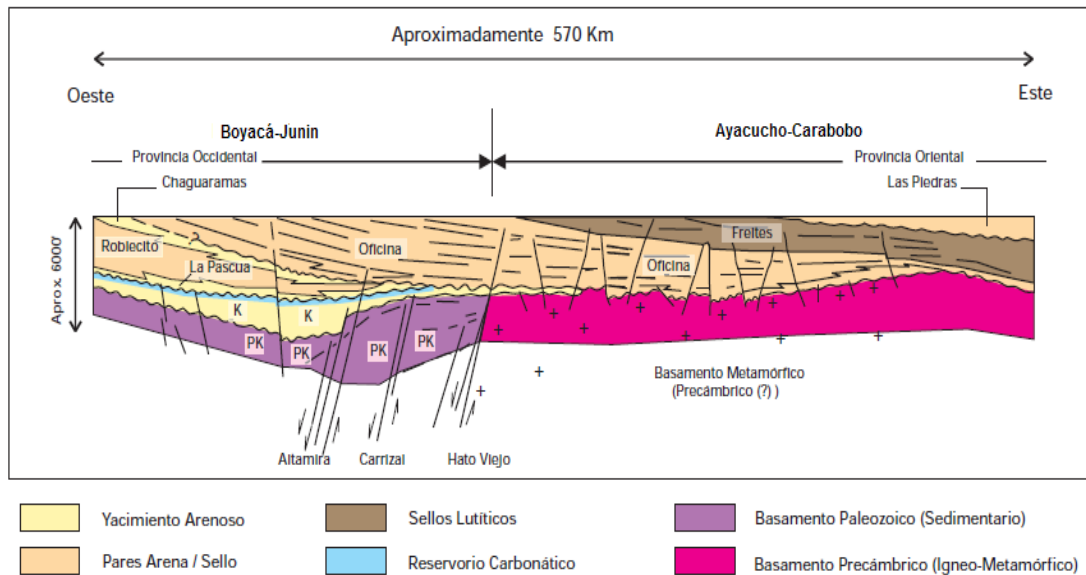 Aproximadamente 570 Km
Oeste
Este
Boyacá-Junin
Ayacucho-Carabobo
Provincia Occidental
Provincia Oriental
Chaguaramas
Las Piedras
Aprox. 6000'
Roblecito
?
La Pascua
Oficina
Freites
Oficina
K
K
PK
PK
PK
PK
Basamento Metamórfico
(Precámbrico (?) )
Altamira
Carrizal
Hato Viejo
Yacimiento Arenoso
Sellos Lutíticos
Basamento Paleozoico (Sedimentario)
Pares Arena / Sello
Reservorio Carbonático
Basamento Precámbrico (Igneo-Metamórfico)